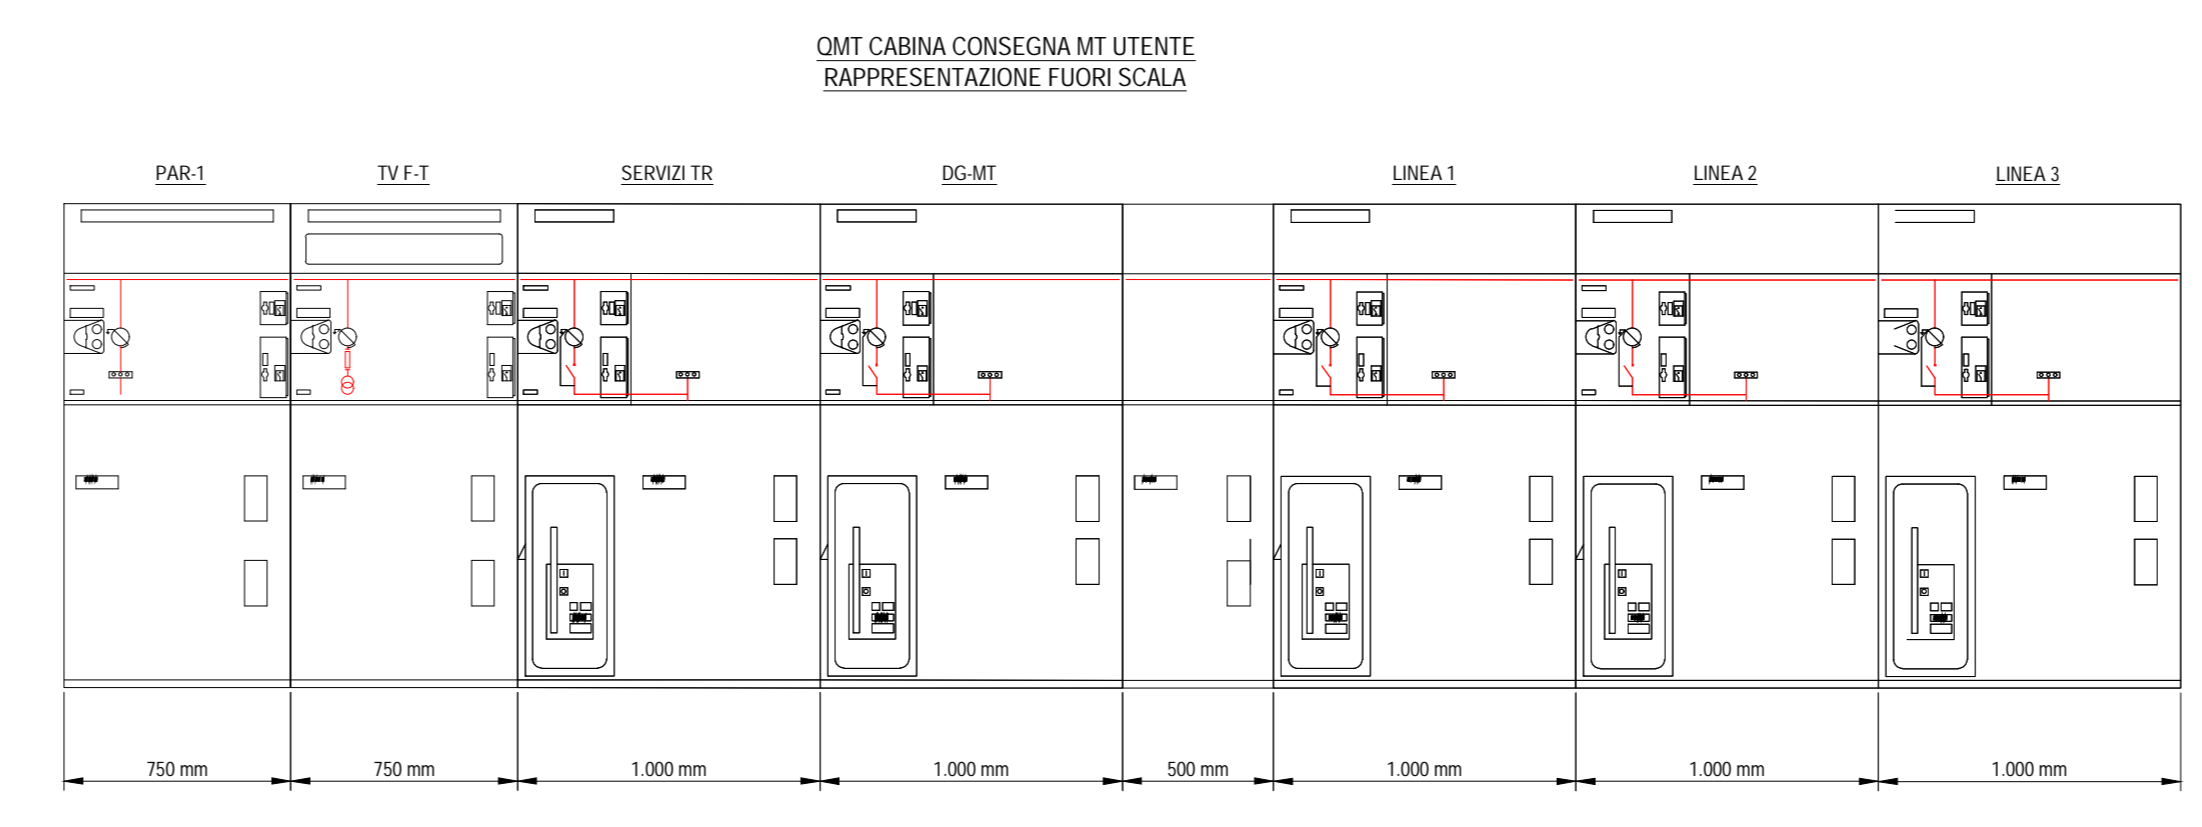 QMT CABINA CONSEGNA MT UTENTE
RAPPRESENTAZIONE FUORI SCALA
PAR-1 TV F-T SERVIZI TR DG-MT LINEA 1 LINEA 2 LINEA 3
750 mm 750 mm 1.000 mm 1.000 mm 500 mm 1.000 mm 1.000 mm 1.000 mm